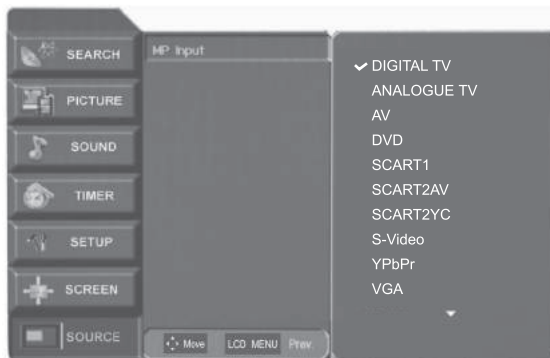 SEARCH
PICTURE
SOUND
TIMER
SETUP
SCREEN
SOURCE
MP Input
Move LCD MENU Prev.
✓ DIGITAL TV
ANALOGUE TV
AV
DVD
SCART1
SCART2AV
SCART2YC
S-Video
YPbPr
VGA